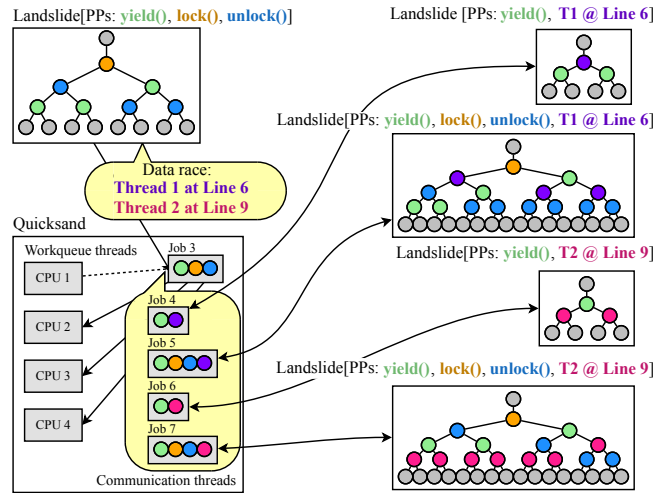 Landslide[PPs: yield(), lock(), unlock()]
Data race:
Thread 1 at Line 6
Thread 2 at Line 9
Quicksand
Workqueue threads
CPU 1
CPU 2
CPU 3
CPU 4
Job 3
Job 4
Job 5
Job 6
Job 7
Communication threads
Landslide [PPs: yield(), T1 @ Line 6]
Landslide[PPs: yield(), lock(), unlock(), T1 @ Line 6]
Landslide[PPs: yield(), T2 @ Line 9]
Landslide[PPs: yield(), lock(), unlock(), T2 @ Line 9]